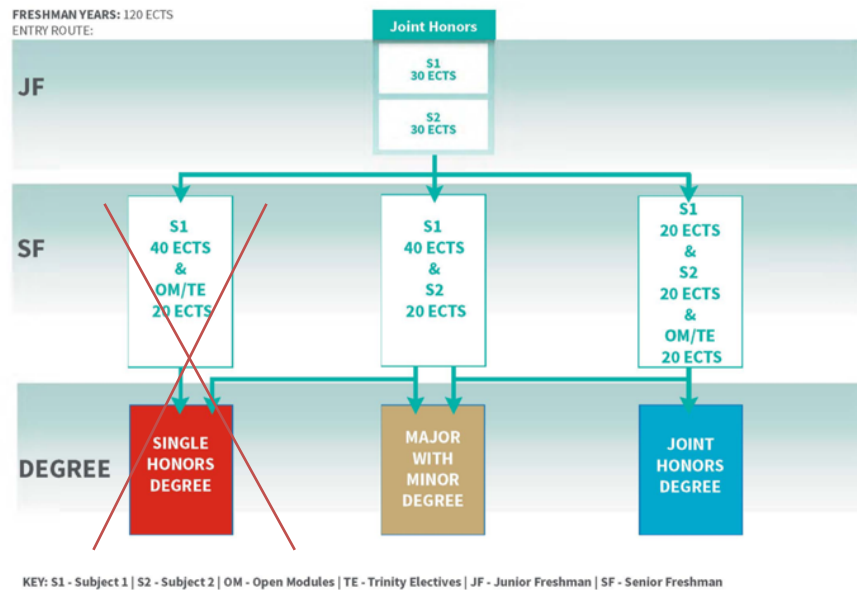 FRESHMAN YEARS: 120 ECTS
ENTRY ROUTE:
Joint Honors
JF
S1
30 ECTS
S2
30 ECTS
SF
S1
40 ECTS
&
OM/TE
20 ECTS
S1
40 ECTS
&
S2
20 ECTS
S1
20 ECTS
&
S2
20 ECTS
&
OM/TE
20 ECTS
DEGREE
SINGLE
HONORS
DEGREE
MAJOR
WITH
MINOR
DEGREE
JOINT
HONORS
DEGREE
KEY: S1 - Subject 1 | S2 - Subject 2 | OM - Open Modules | TE - Trinity Electives | JF - Junior Freshman | SF - Senior Freshman